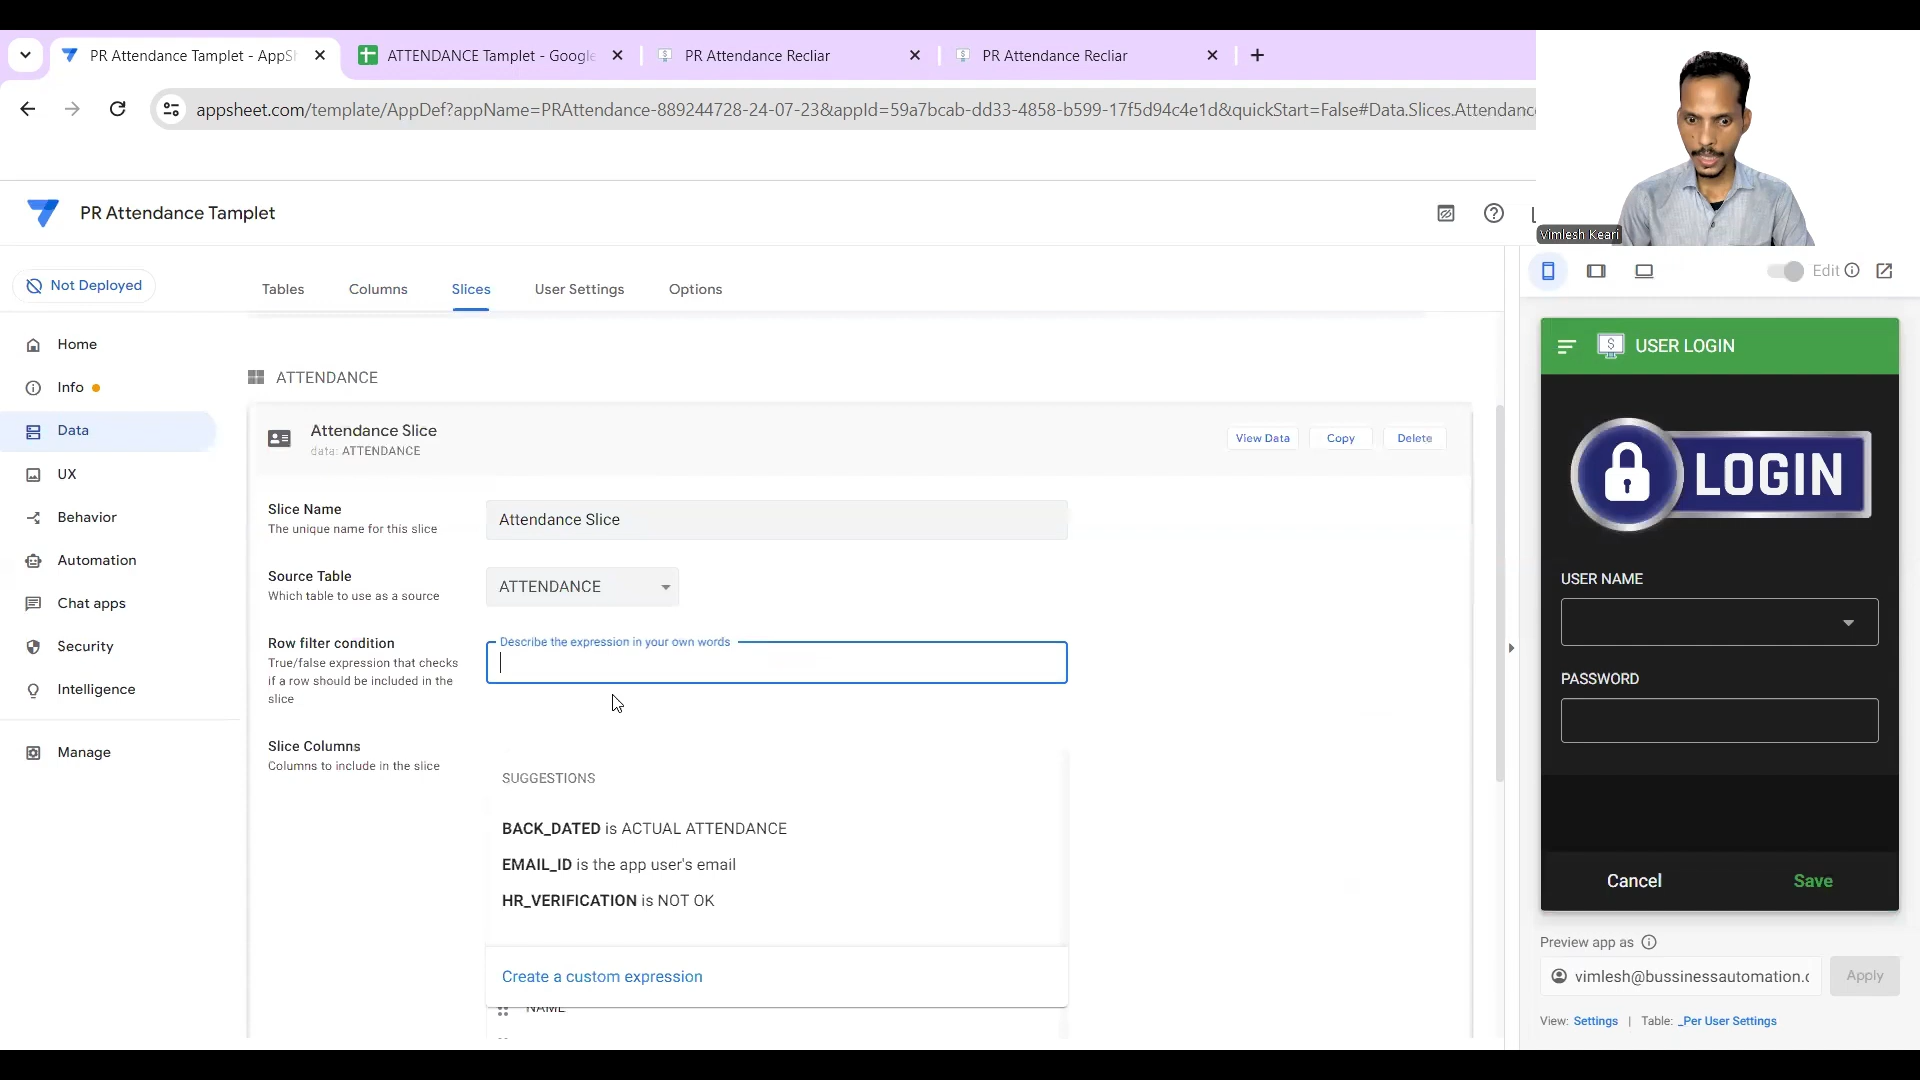 PR Attendance Tamplet - AppSh
ATTENDANCE Tamplet - Google
PR Attendance Recliar
PR Attendance Recliar
appsheet.com/template/AppDef?appName=PRAttendance-889244728-24-07-23&appId=59a7bcab-dd33-4858-b599-17f5d94c4e1d&quickStart=False#Data.Slices.Attendanc
PR Attendance Tamplet
Vimlesh Keari
Not Deployed
Tables
Columns
Slices
User Settings
Options
Edit
Home
Info
Data
UX
Behavior
Automation
Chat apps
Security
Intelligence
Manage
ATTENDANCE
Attendance Slice
data: ATTENDANCE
View Data
Copy
Delete
Slice Name
The unique name for this slice
Attendance Slice
Source Table
Which table to use as a source
ATTENDANCE
Row filter condition
True/false expression that checks
if a row should be included in the
slice
Describe the expression in your own words
Slice Columns
Columns to include in the slice
SUGGESTIONS
BACK_DATED is ACTUAL ATTENDANCE
EMAIL_ID is the app user's email
HR_VERIFICATION is NOT OK
Create a custom expression
NAME
$ USER LOGIN
LOGIN
USER NAME
PASSWORD
Cancel
Save
Preview app as
vimlesh@bussinessautomation.c
Apply
View: Settings | Table: _Per User Settings